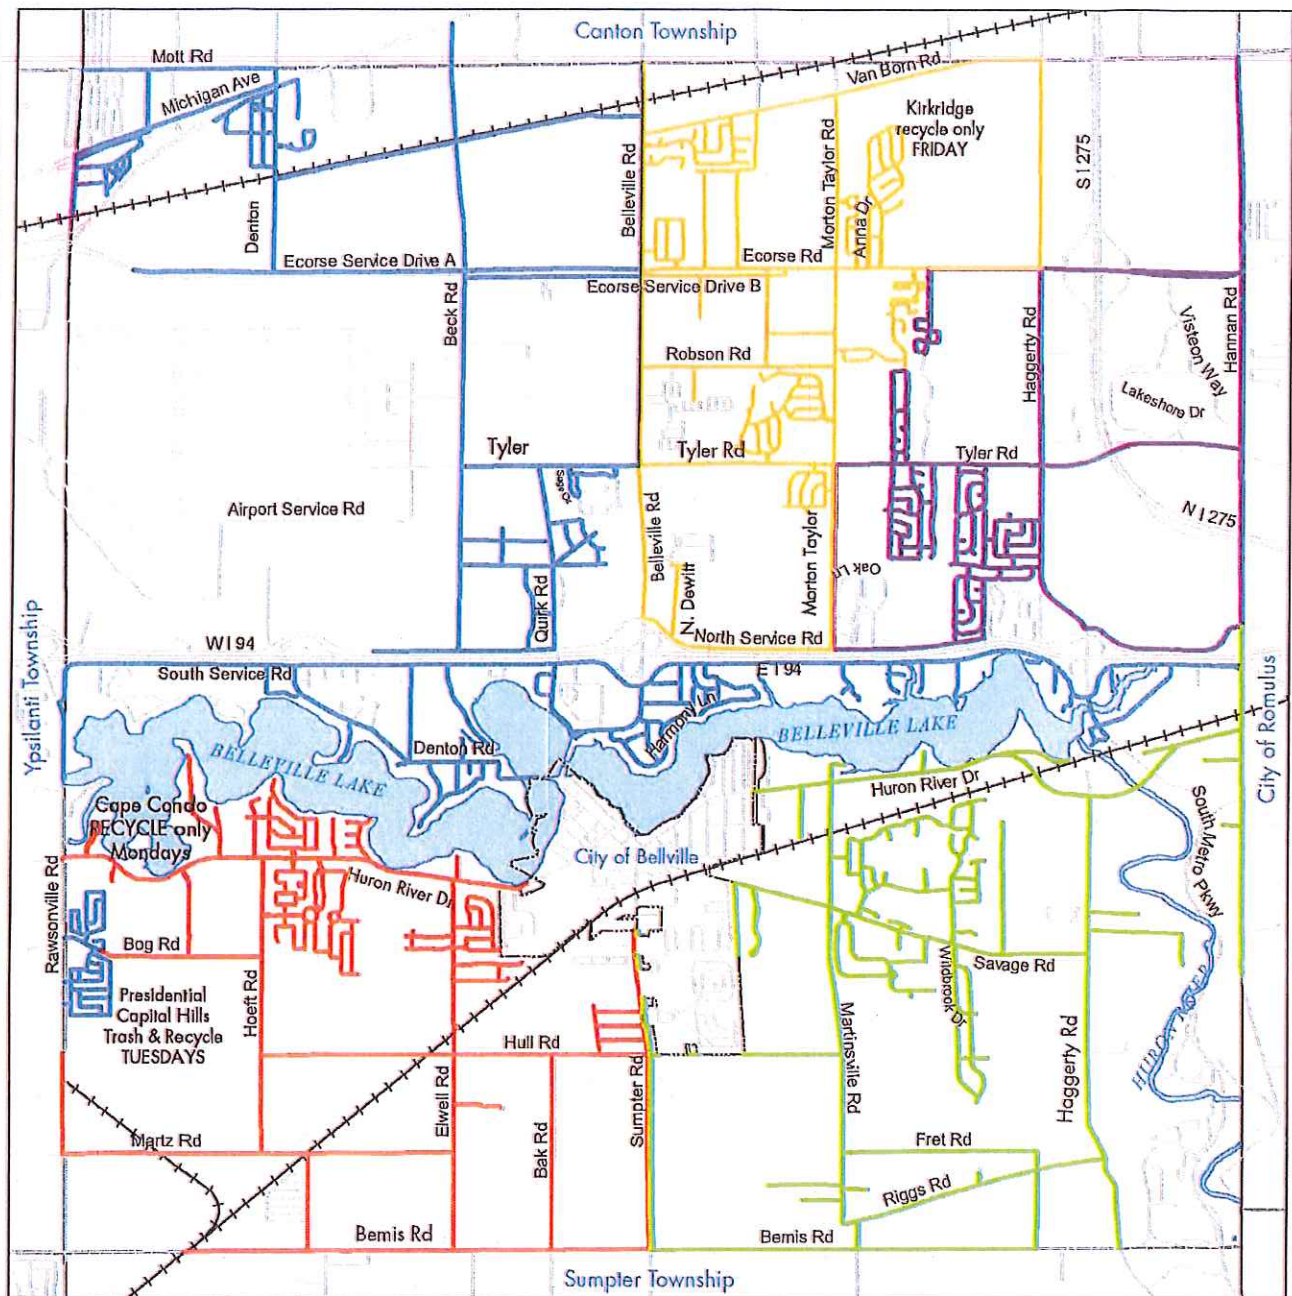 Canton Township
Mott Rd
Michigan Ave
Van Born Rd
Kirkridge
recycle only
FRIDAY
S I 275
Belleville Rd
Morton Taylor Rd
Anna Dr
Denton
Ecorse Service Drive A
Ecorse Rd
Ecorse Service Drive B
Beck Rd
Haggerty Rd
Visteon Way
Hannan Rd
Robson Rd
Lakeshore Dr
Tyler
Tyler Rd
Tyler Rd
Airport Service Rd
Belleville Rd
Morton Taylor
N I 275
Oak Ln
Quirk Rd
N. Dewitt
North Service Rd
Ypsilanti Township
W I 94
South Service Rd
E I 94
City of Romulus
Harmony Ln
BELLEVILLE LAKE
Denton Rd
BELLEVILLE LAKE
Huron River Dr
Cape Condo
RECYCLE only
Mondays
South Metro Pkwy
City of Bellville
Rawsonville Rd
Huron River Dr
Bog Rd
Savage Rd
Wildbrook Dr
Hoeft Rd
Presidential
Capital Hills
Trash & Recycle
TUESDAYS
Martinsville Rd
Haggerty Rd
HURON RIVER
Hull Rd
Elwell Rd
Bak Rd
Sumpter Rd
Martz Rd
Fret Rd
Riggs Rd
Bemis Rd
Bemis Rd
Sumpter Township